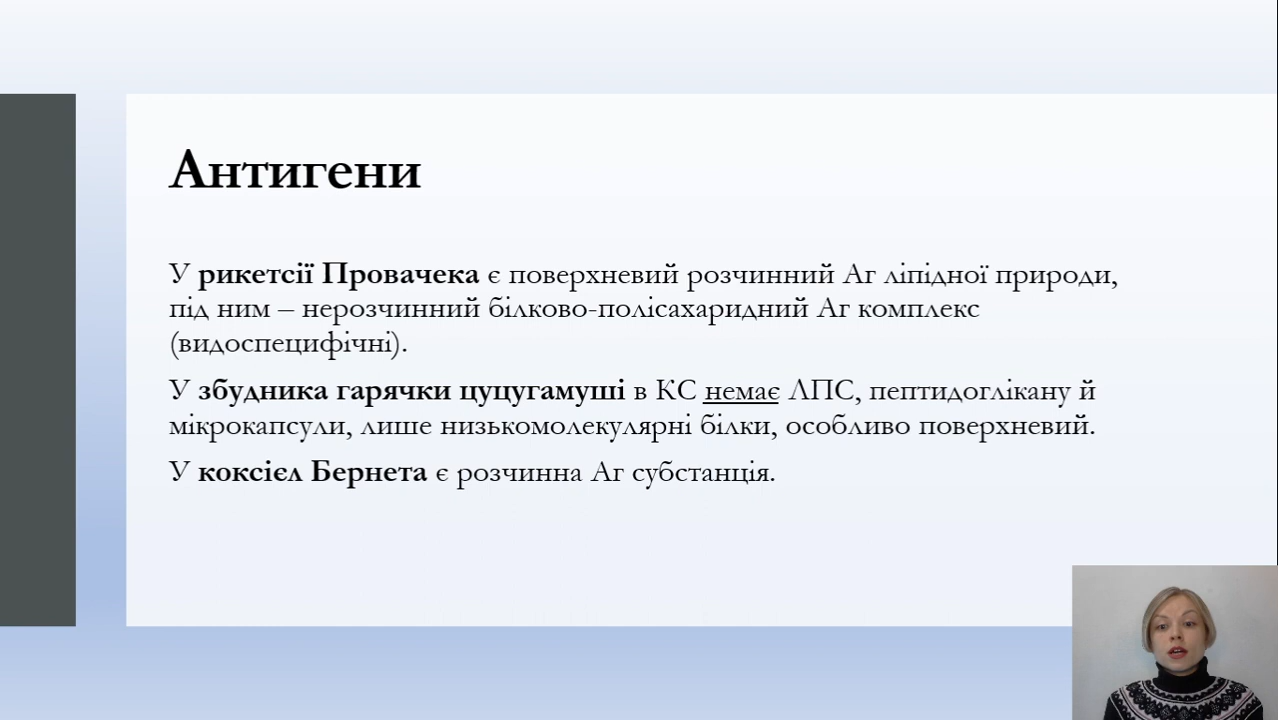 Антигени
У рикетсії Провачека є поверхневий розчинний Аг ліпідної природи,
під ним – нерозчинний білково-полісахаридний Аг комплекс
(видоспецифічні).
У збудника гарячки цуцугамуші в КС немає ЛПС, пептидоглікану й
мікрокапсули, лише низькомолекулярні білки, особливо поверхневий.
У коксієл Бернета є розчинна Аг субстанція.